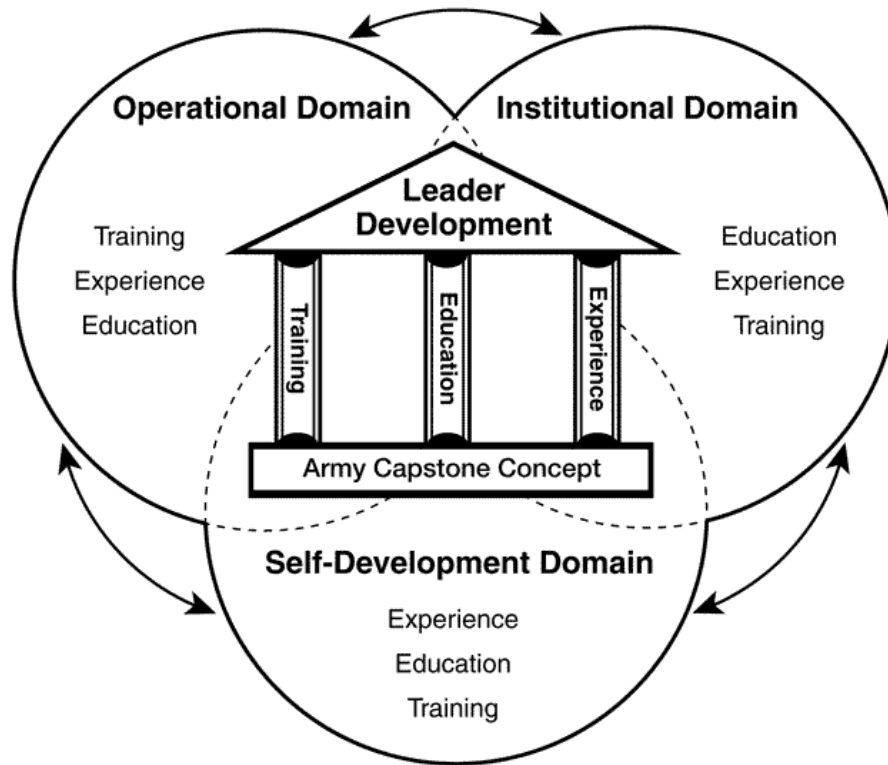 Operational Domain
Institutional Domain
Leader
Development
Training
Experience
Education
Education
Experience
Training
Training
Education
Experience
Army Capstone Concept
Self-Development Domain
Experience
Education
Training